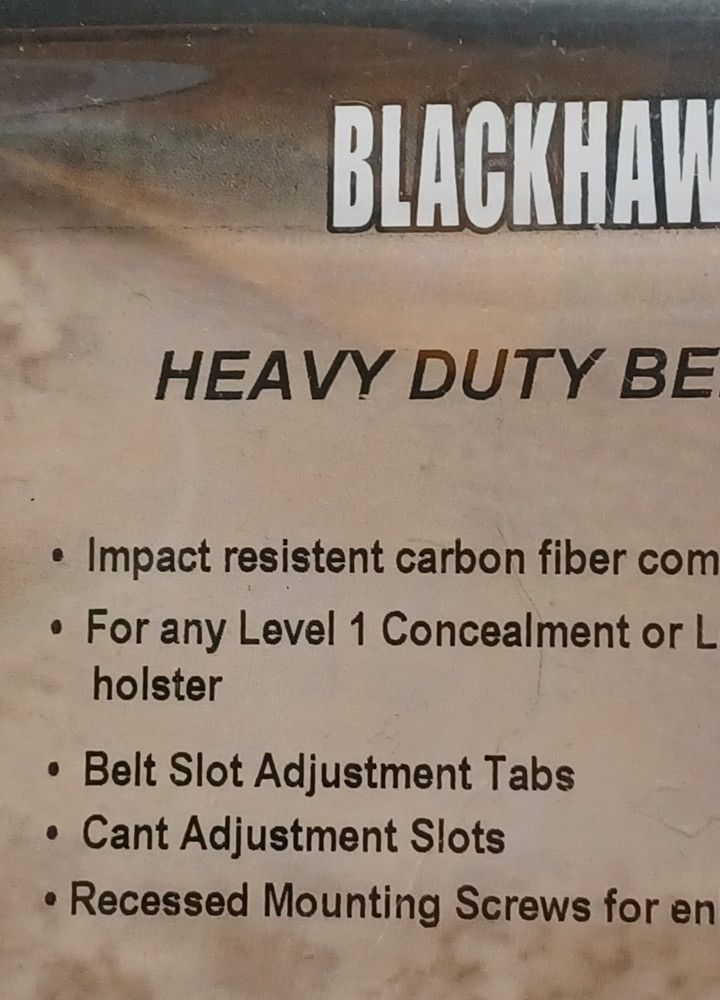 BLACKHAW
HEAVY DUTY BE
• Impact resistent carbon fiber com
• For any Level 1 Concealment or L
holster
• Belt Slot Adjustment Tabs
• Cant Adjustment Slots
• Recessed Mounting Screws for en